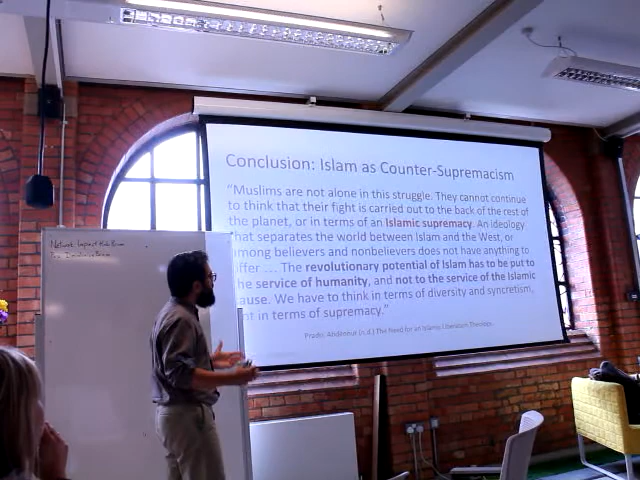 Conclusion: Islam as Counter-Supremacism
“Muslims are not alone in this struggle. They cannot continue
to think that their fight is carried out to the back of the rest of
the planet, or in terms of an Islamic supremacy. An ideology
that separates the world between Islam and the West, or
among believers and nonbelievers does not have anything to
offer … The revolutionary potential of Islam has to be put to
the service of humanity, and not to the service of the Islamic
cause. We have to think in terms of diversity and syncretism,
not in terms of supremacy.”
Prado, Abdennur (n.d.) The Need for an Islamic Liberation Theology.
Network